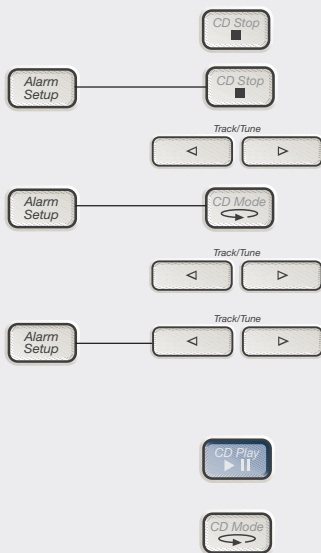 CD Stop
Alarm
Setup
CD Stop
Track/Tune
Alarm
Setup
CD Mode
Track/Tune
Track/Tune
Alarm
Setup
CD Play
CD Mode